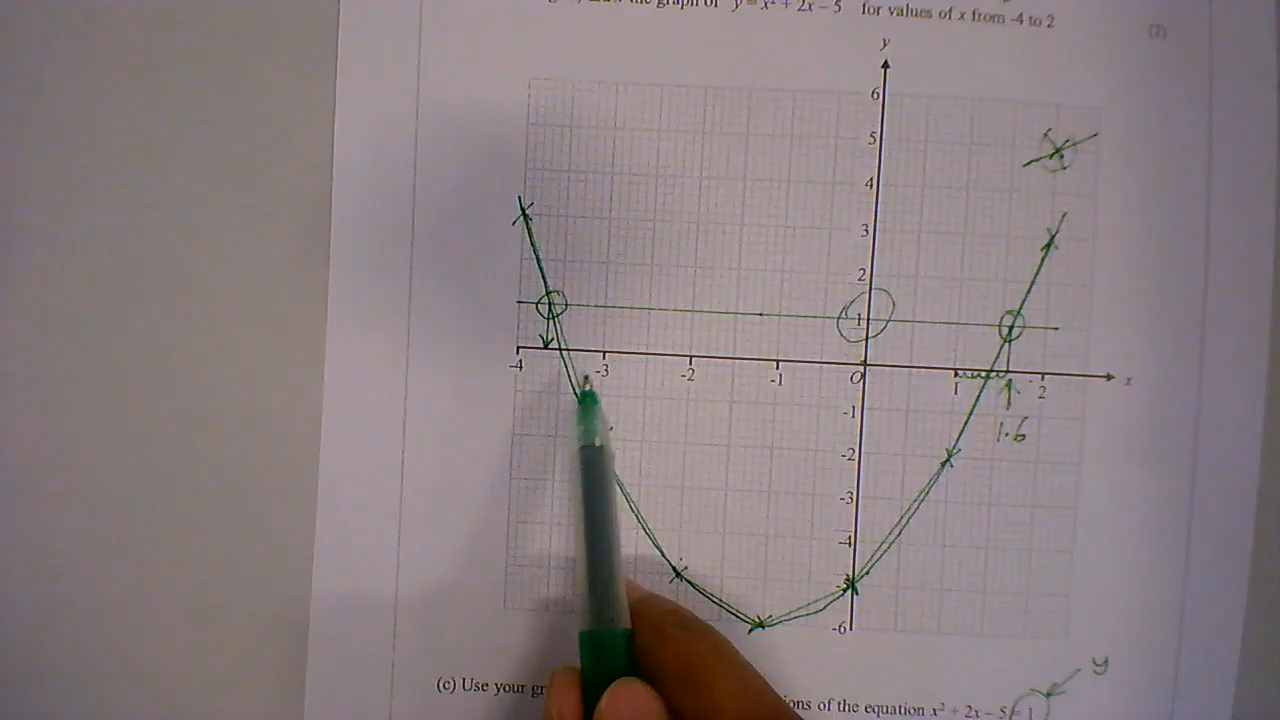 the graph of y = x² + 2x – 5 for values of x from -4 to 2
(2)
y
6
5
4
3
2
1
-4 -3 -2 -1 O 1 2 x
1.6
-1
-2
-3
-4
-5
-6
y
(c) Use your
of the equation x² + 2x – 5 = 1